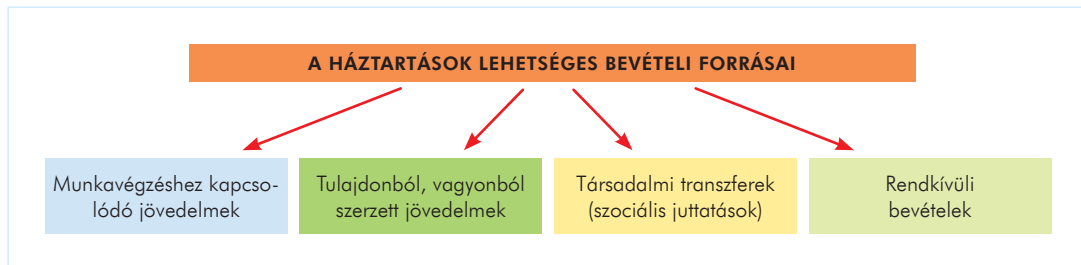 A HÁZTARTÁSOK LEHETSÉGES BEVÉTELI FORRÁSAI
Munkavégzéshez kapcso-
lódó jövedelmek
Tulajdonból, vagyonból
szerzett jövedelmek
Társadalmi transzferek
(szociális juttatások)
Rendkívüli
bevételek